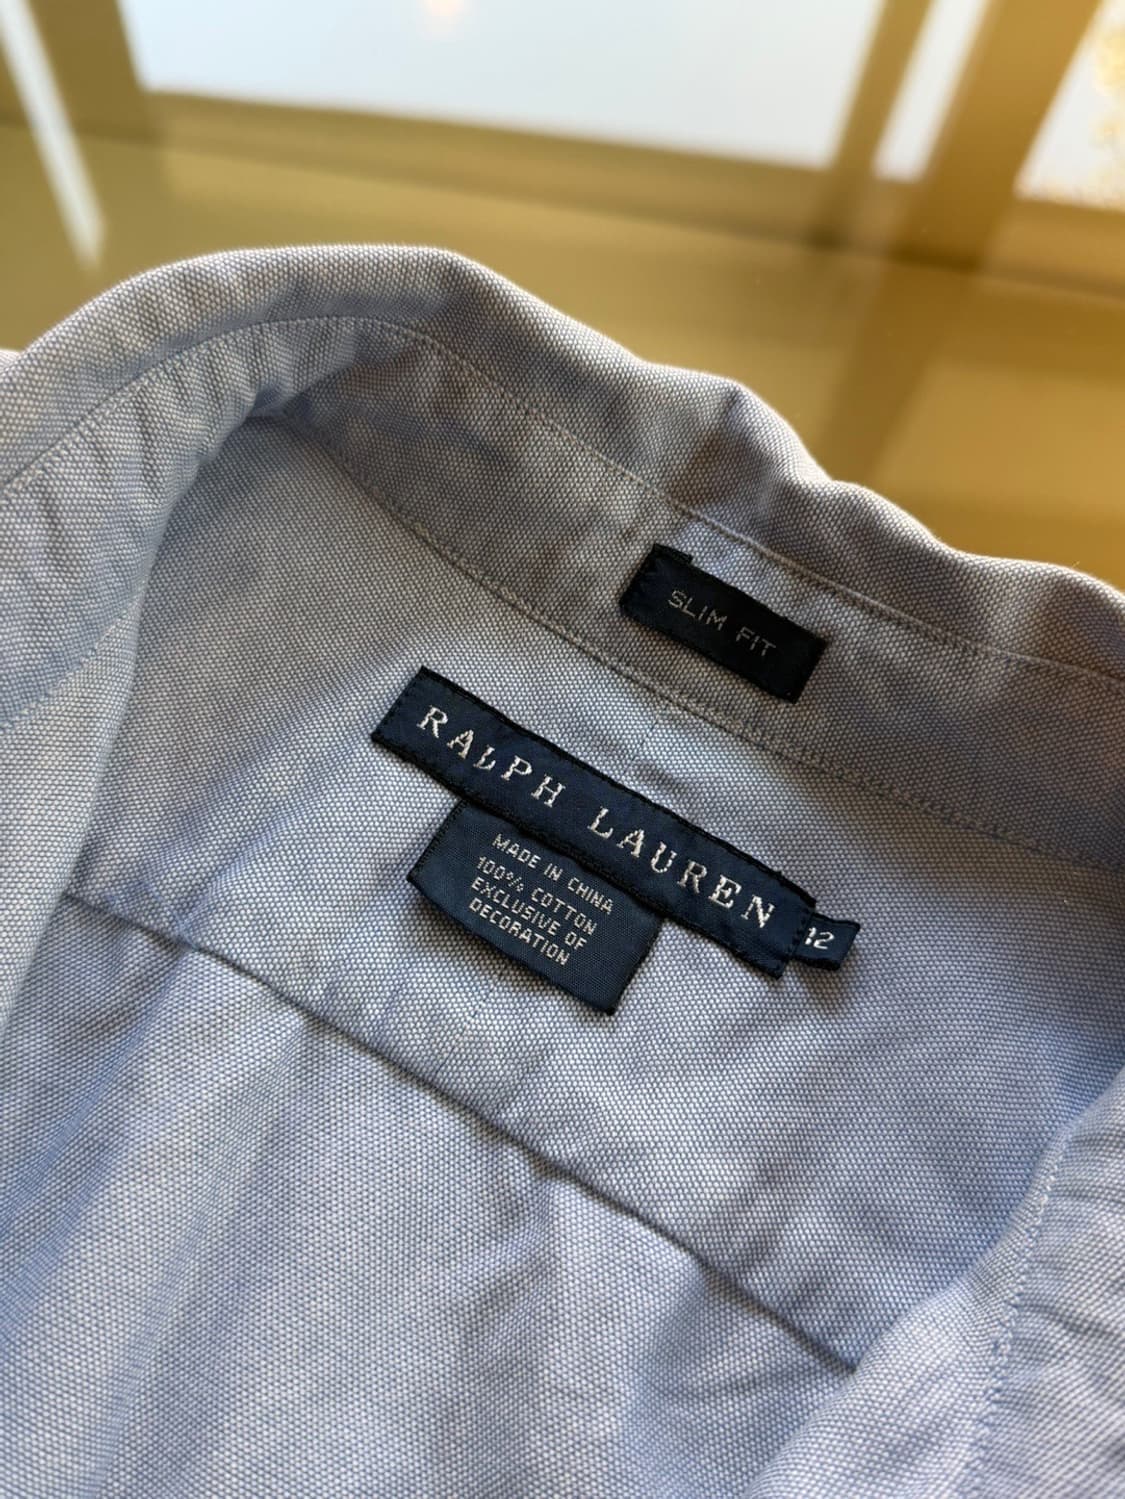 SLIM FIT
RALPH LAUREN
12
MADE IN CHINA
100% COTTON
EXCLUSIVE OF
DECORATION